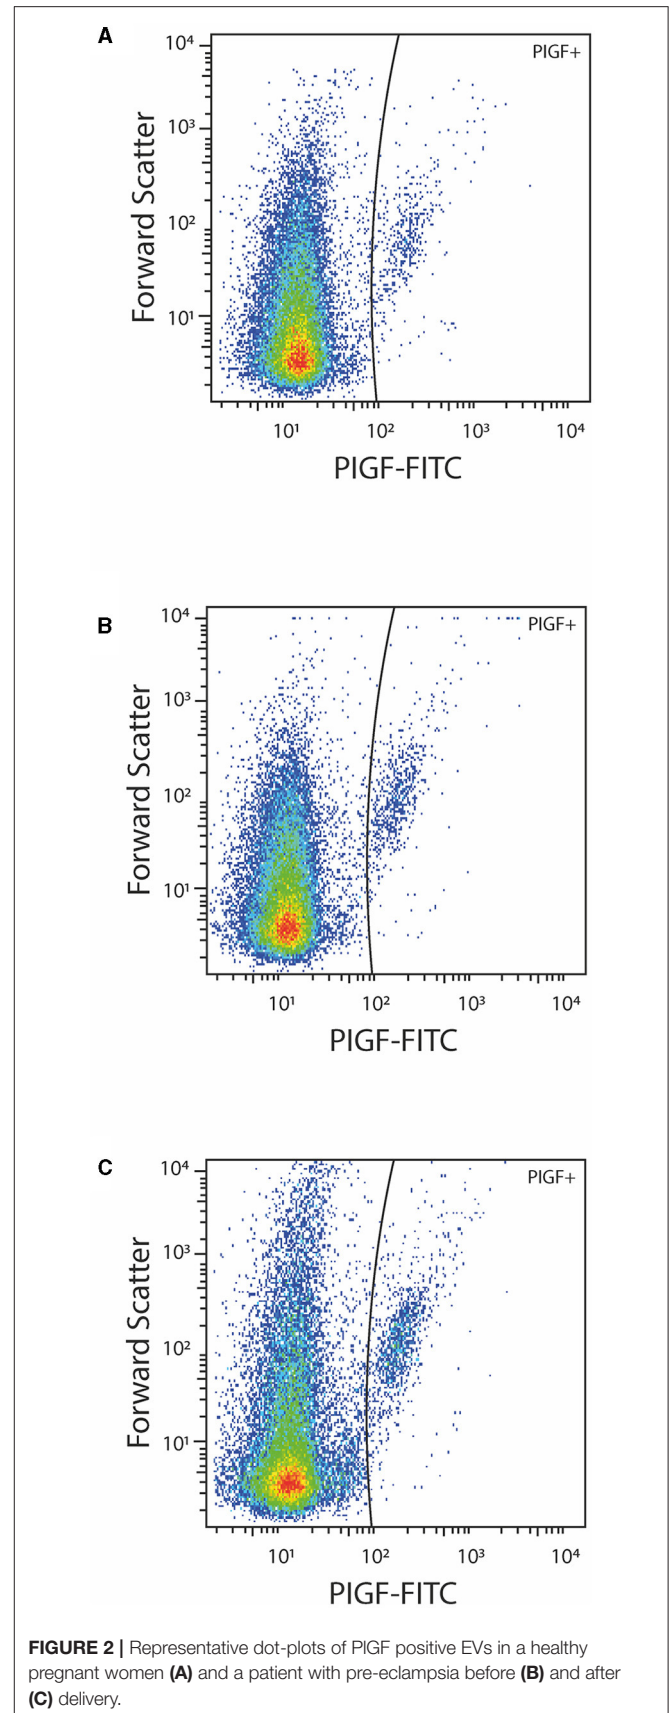 A
PlGF+
Forward Scatter
10⁴
10³
10²
10¹
10¹ 10² 10³ 10⁴
PlGF-FITC
B
PlGF+
Forward Scatter
10⁴
10³
10²
10¹
10¹ 10² 10³ 10⁴
PlGF-FITC
C
PlGF+
Forward Scatter
10⁴
10³
10²
10¹
10¹ 10² 10³ 10⁴
PlGF-FITC
FIGURE 2 | Representative dot-plots of PlGF positive EVs in a healthy
pregnant women (A) and a patient with pre-eclampsia before (B) and after
(C) delivery.